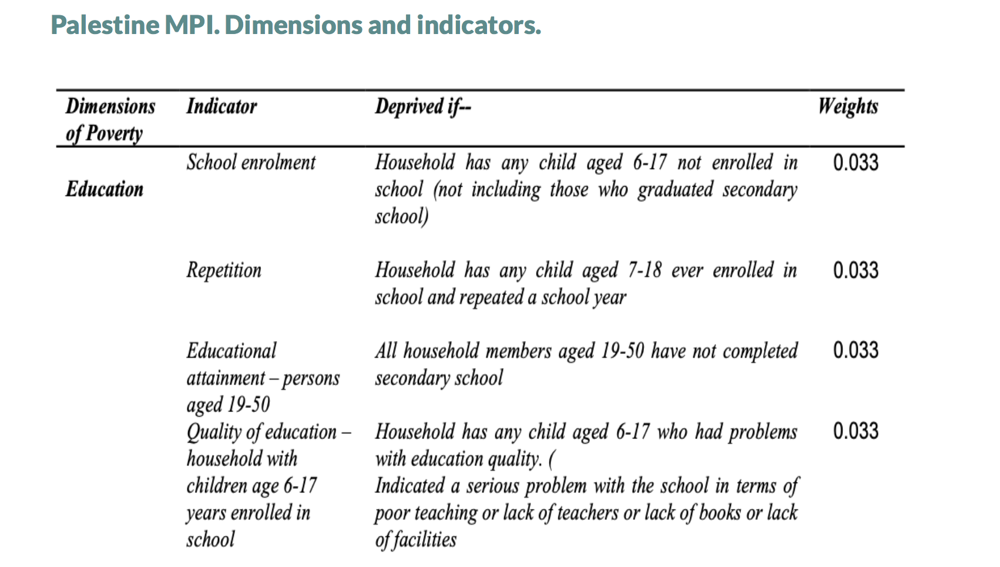 Palestine MPI. Dimensions and indicators.
Dimensions of Poverty
Indicator
Deprived if--
Weights
Education
School enrolment
Household has any child aged 6-17 not enrolled in
school (not including those who graduated secondary
school)
0.033
Repetition
Household has any child aged 7-18 ever enrolled in
school and repeated a school year
0.033
Educational
attainment – persons
aged 19-50
All household members aged 19-50 have not completed
secondary school
0.033
Quality of education –
household with
children age 6-17
years enrolled in
school
Household has any child aged 6-17 who had problems
with education quality. (
Indicated a serious problem with the school in terms of
poor teaching or lack of teachers or lack of books or lack
of facilities
0.033